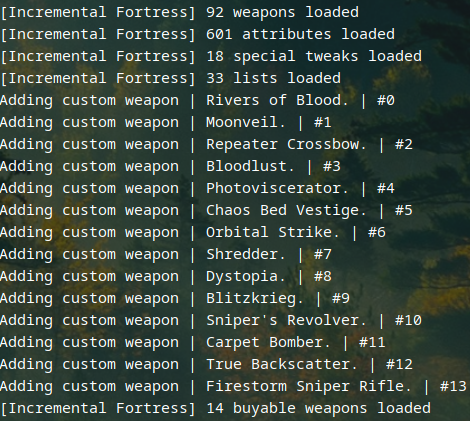 [Incremental Fortress] 92 weapons loaded
[Incremental Fortress] 601 attributes loaded
[Incremental Fortress] 18 special tweaks loaded
[Incremental Fortress] 33 lists loaded
Adding custom weapon | Rivers of Blood. | #0
Adding custom weapon | Moonveil. | #1
Adding custom weapon | Repeater Crossbow. | #2
Adding custom weapon | Bloodlust. | #3
Adding custom weapon | Photoviscerator. | #4
Adding custom weapon | Chaos Bed Vestige. | #5
Adding custom weapon | Orbital Strike. | #6
Adding custom weapon | Shredder. | #7
Adding custom weapon | Dystopia. | #8
Adding custom weapon | Blitzkrieg. | #9
Adding custom weapon | Sniper's Revolver. | #10
Adding custom weapon | Carpet Bomber. | #11
Adding custom weapon | True Backscatter. | #12
Adding custom weapon | Firestorm Sniper Rifle. | #13
[Incremental Fortress] 14 buyable weapons loaded